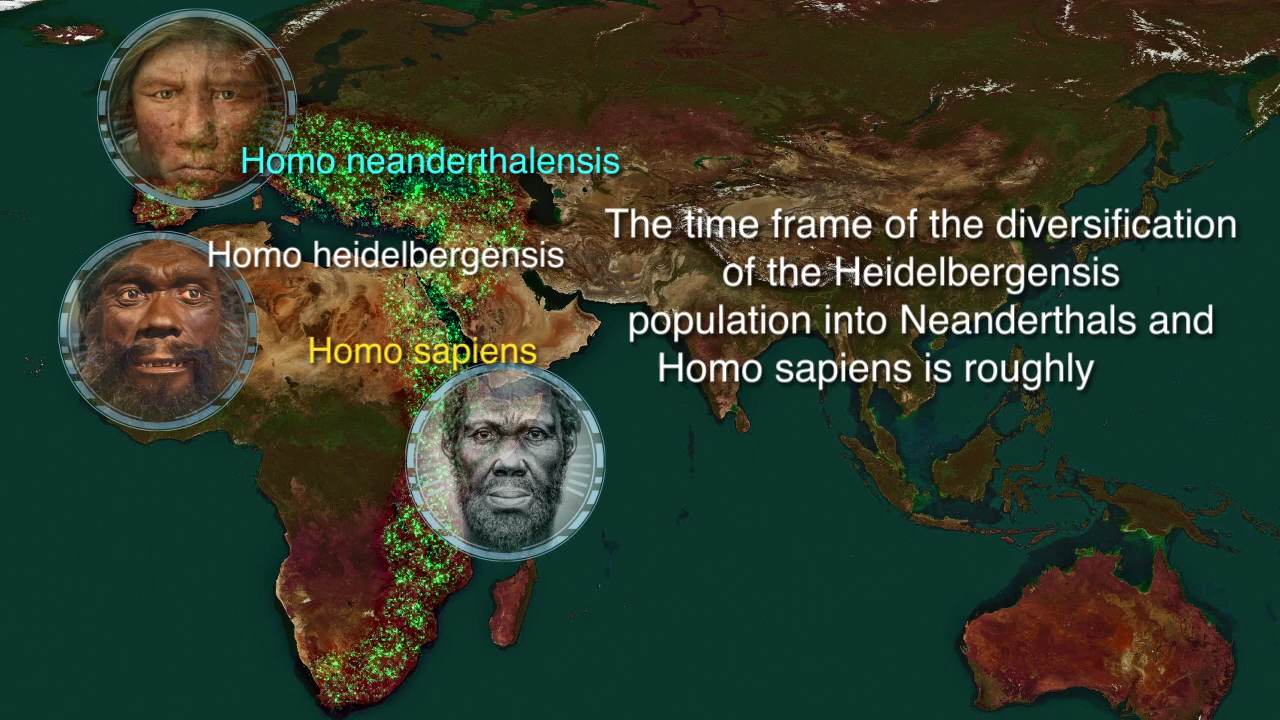 Homo neanderthalensis
Homo heidelbergensis
Homo sapiens
The time frame of the diversification
of the Heidelbergensis
population into Neanderthals and
Homo sapiens is roughly